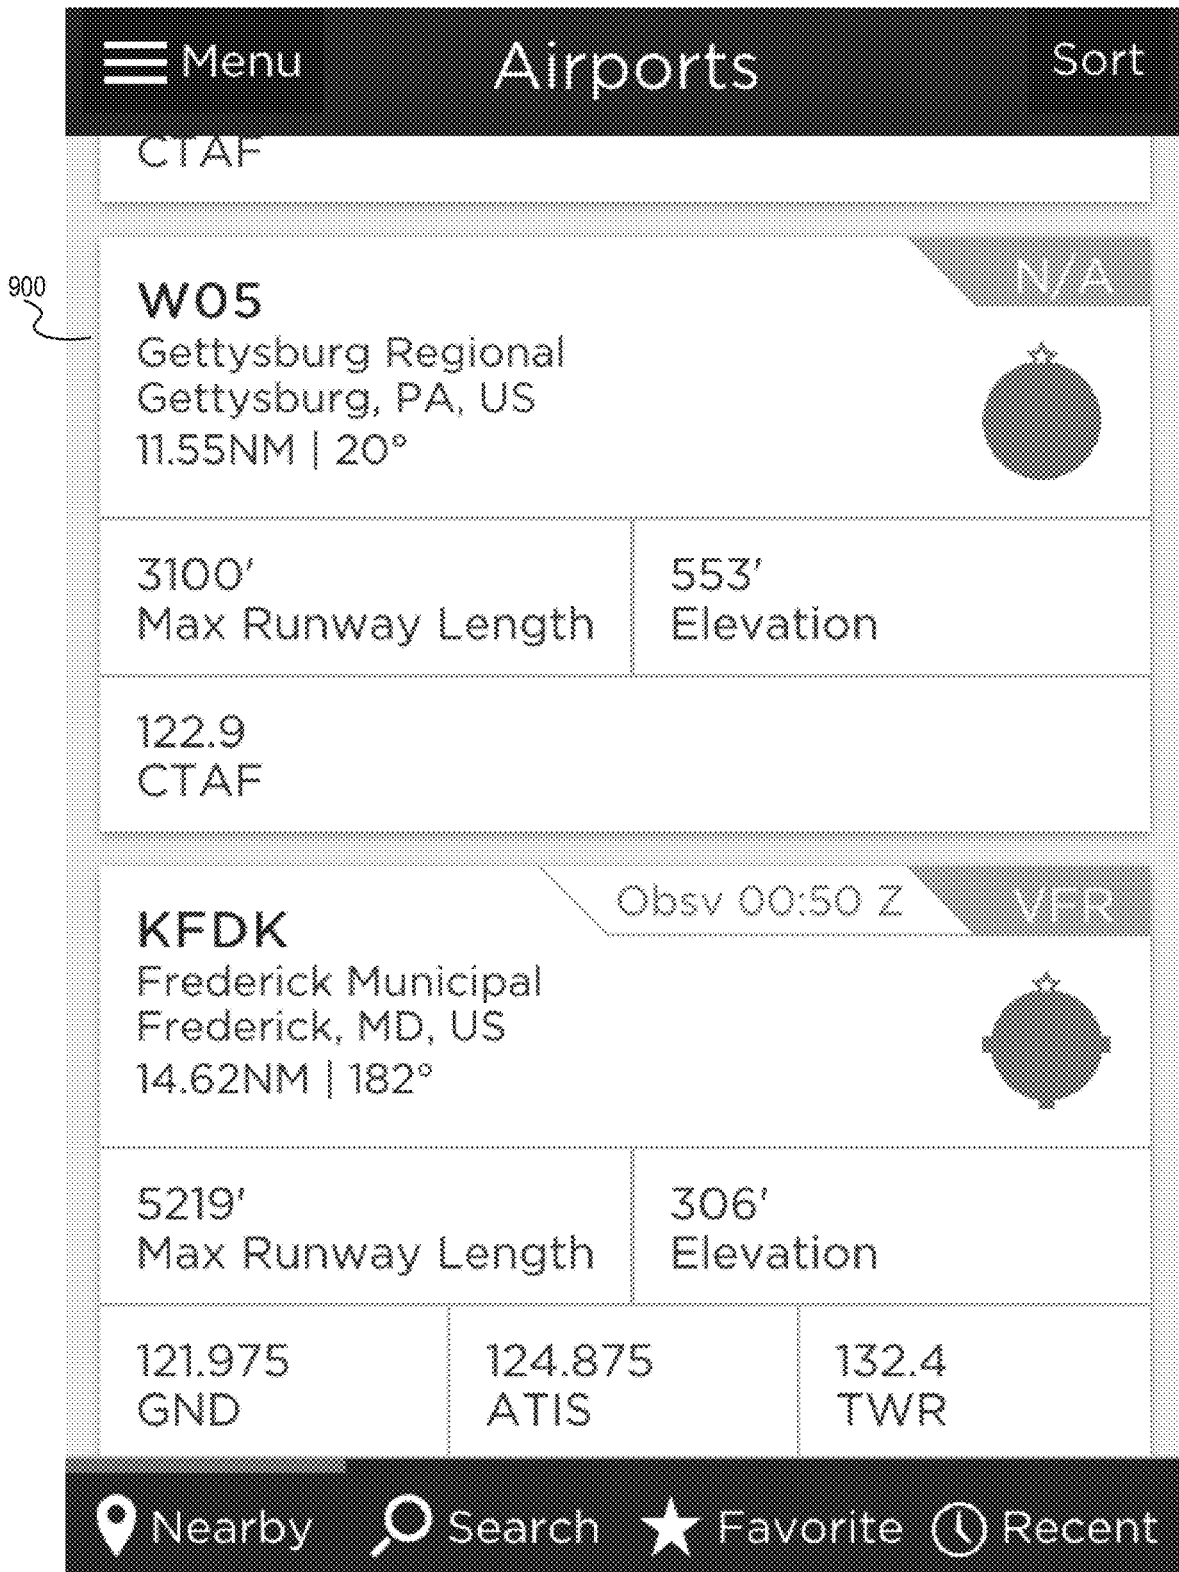 Menu Airports Sort
CTAF
900
N/A
W05
Gettysburg Regional
Gettysburg, PA, US
11.55NM | 20°
3100' 553'
Max Runway Length Elevation
122.9
CTAF
Obsv 00:50 Z VFR
KFDK
Frederick Municipal
Frederick, MD, US
14.62NM | 182°
5219' 306'
Max Runway Length Elevation
121.975 124.875 132.4
GND ATIS TWR
Nearby Search Favorite Recent